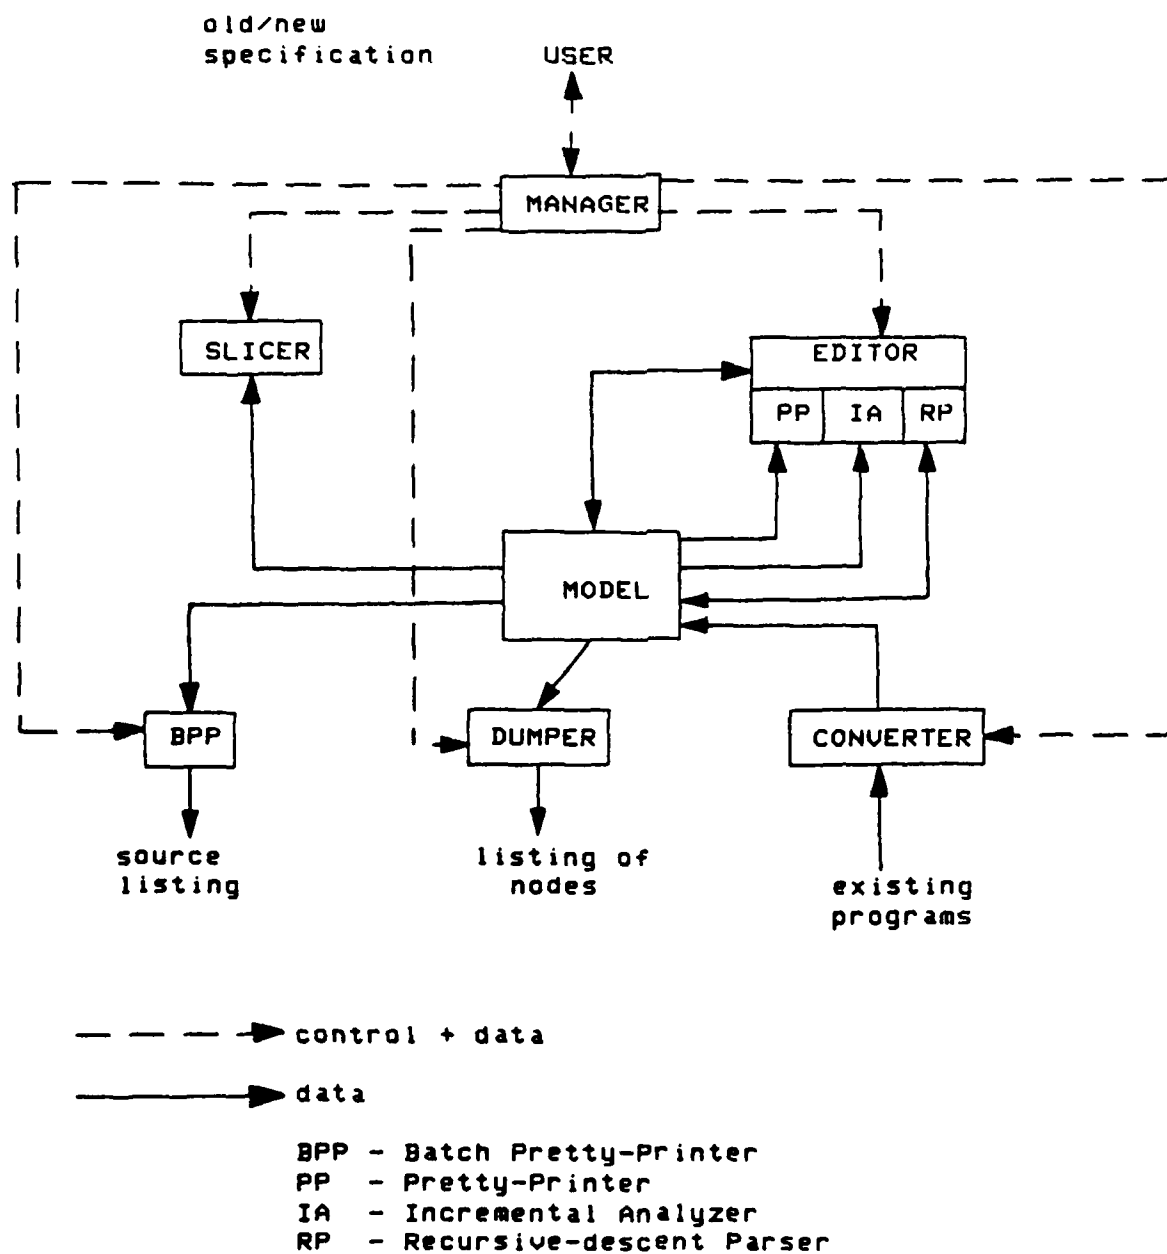 old/new
specification
USER
MANAGER
SLICER
EDITOR
PP IA RP
MODEL
BPP
DUMPER
CONVERTER
source
listing
listing of
nodes
existing
programs
control + data
data
BPP - Batch Pretty-Printer
PP - Pretty-Printer
IA - Incremental Analyzer
RP - Recursive-descent Parser